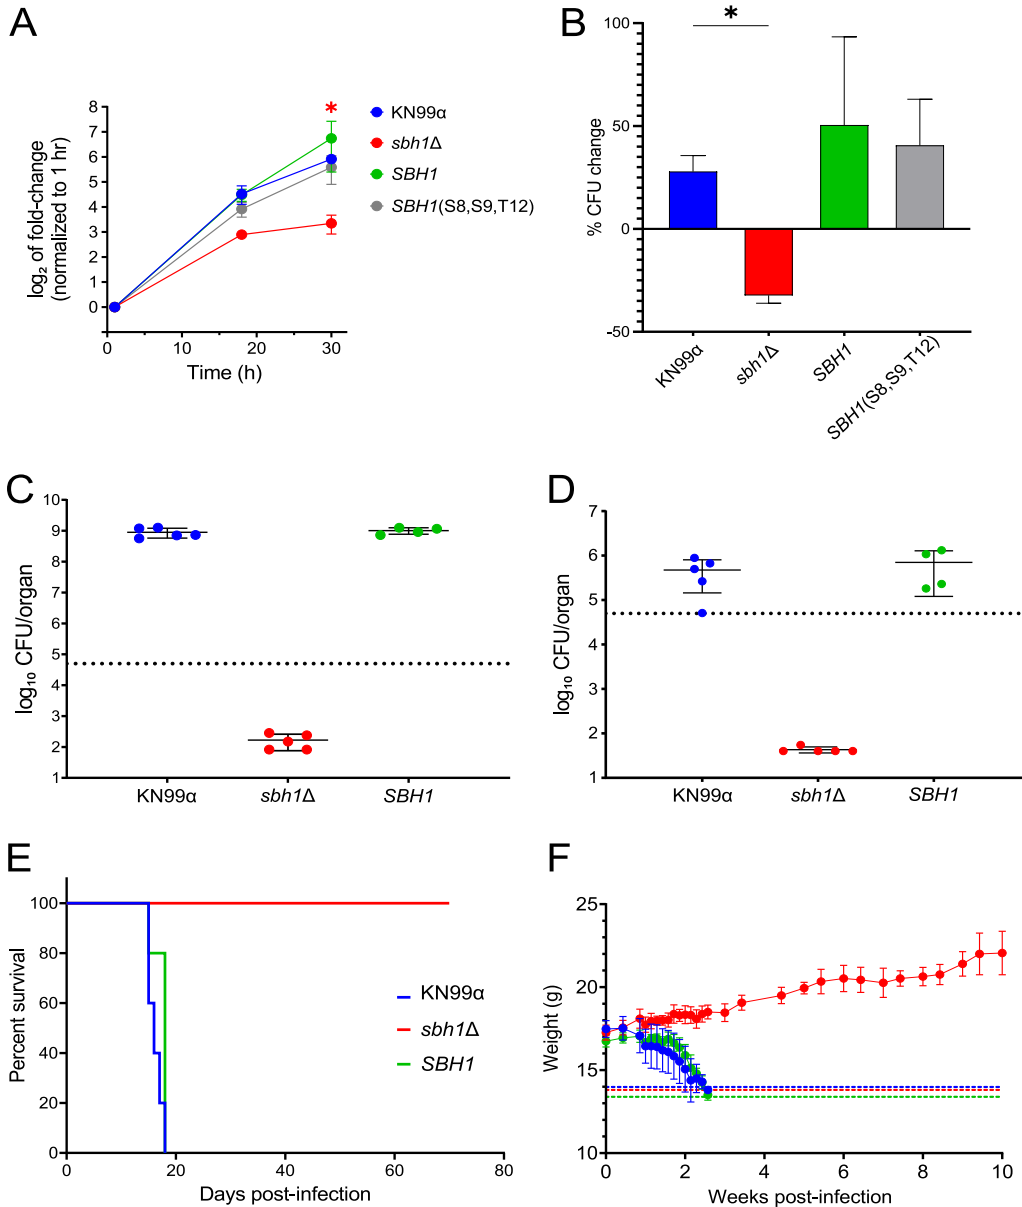 A
log₂ of fold-change
(normalized to 1 hr)
8
7
6
5
4
3
2
1
0
0
10
20
30
Time (h)
*
KN99α
sbh1Δ
SBH1
SBH1(S8,S9,T12)
B
% CFU change
100
50
0
-50
*
KN99α
sbh1Δ
SBH1
SBH1(S8,S9,T12)
C
log₁₀ CFU/organ
10
9
8
7
6
5
4
3
2
1
KN99α
sbh1Δ
SBH1
D
log₁₀ CFU/organ
7
6
5
4
3
2
1
KN99α
sbh1Δ
SBH1
E
Percent survival
100
80
60
40
20
0
0
20
40
60
80
Days post-infection
KN99α
sbh1Δ
SBH1
F
Weight (g)
25
20
15
10
0
2
4
6
8
10
Weeks post-infection